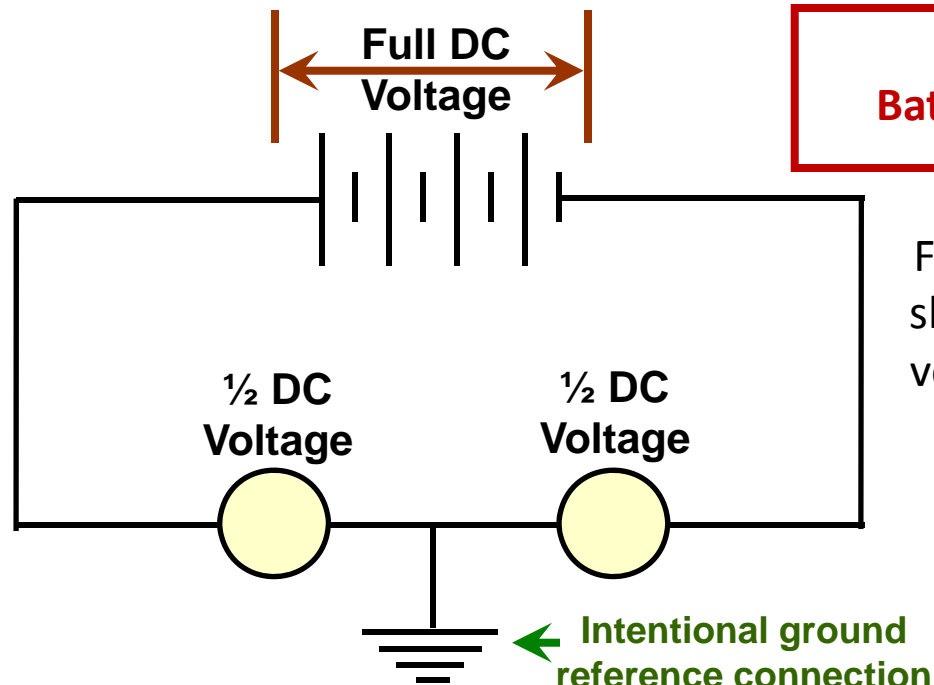 Full DC
Voltage
½ DC
Voltage
½ DC
Voltage
Intentional ground
reference connection